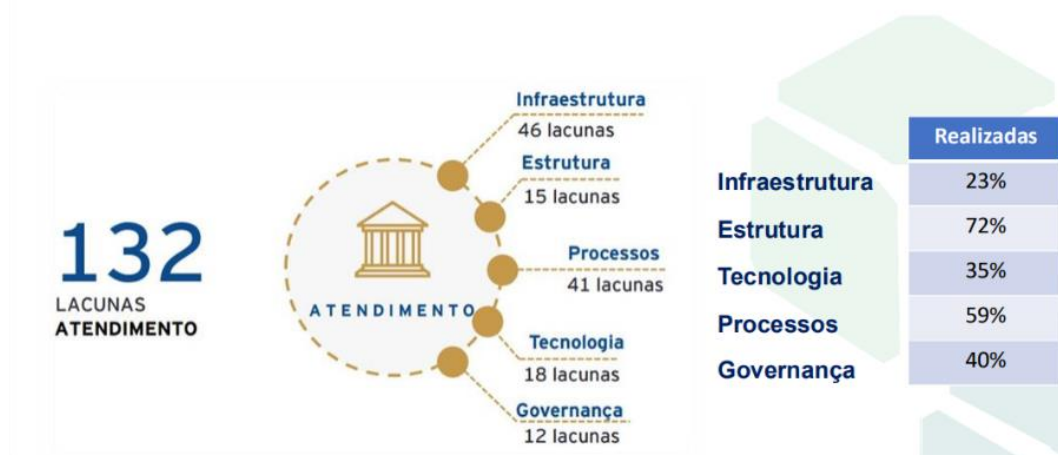 132
LACUNAS
ATENDIMENTO
ATENDIMENTO
Infraestrutura
46 lacunas
Estrutura
15 lacunas
Processos
41 lacunas
Tecnologia
18 lacunas
Governança
12 lacunas
Realizadas
Infraestrutura 23%
Estrutura 72%
Tecnologia 35%
Processos 59%
Governança 40%